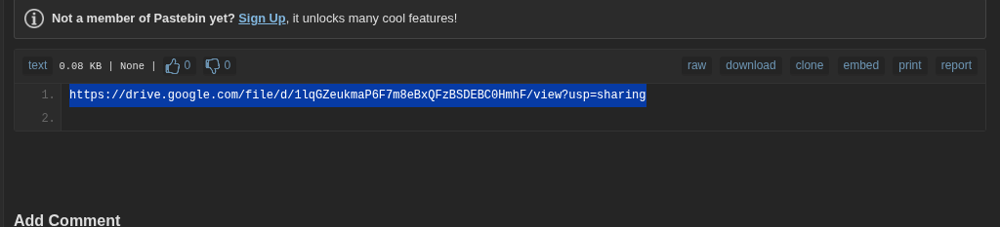 Not a member of Pastebin yet? Sign Up, it unlocks many cool features!
text 0.08 KB | None | 0 0 raw download clone embed print report
1. https://drive.google.com/file/d/1lqGZeukmaP6F7m8eBxQFzBSDEBC0HmhF/view?usp=sharing
2.
Add Comment